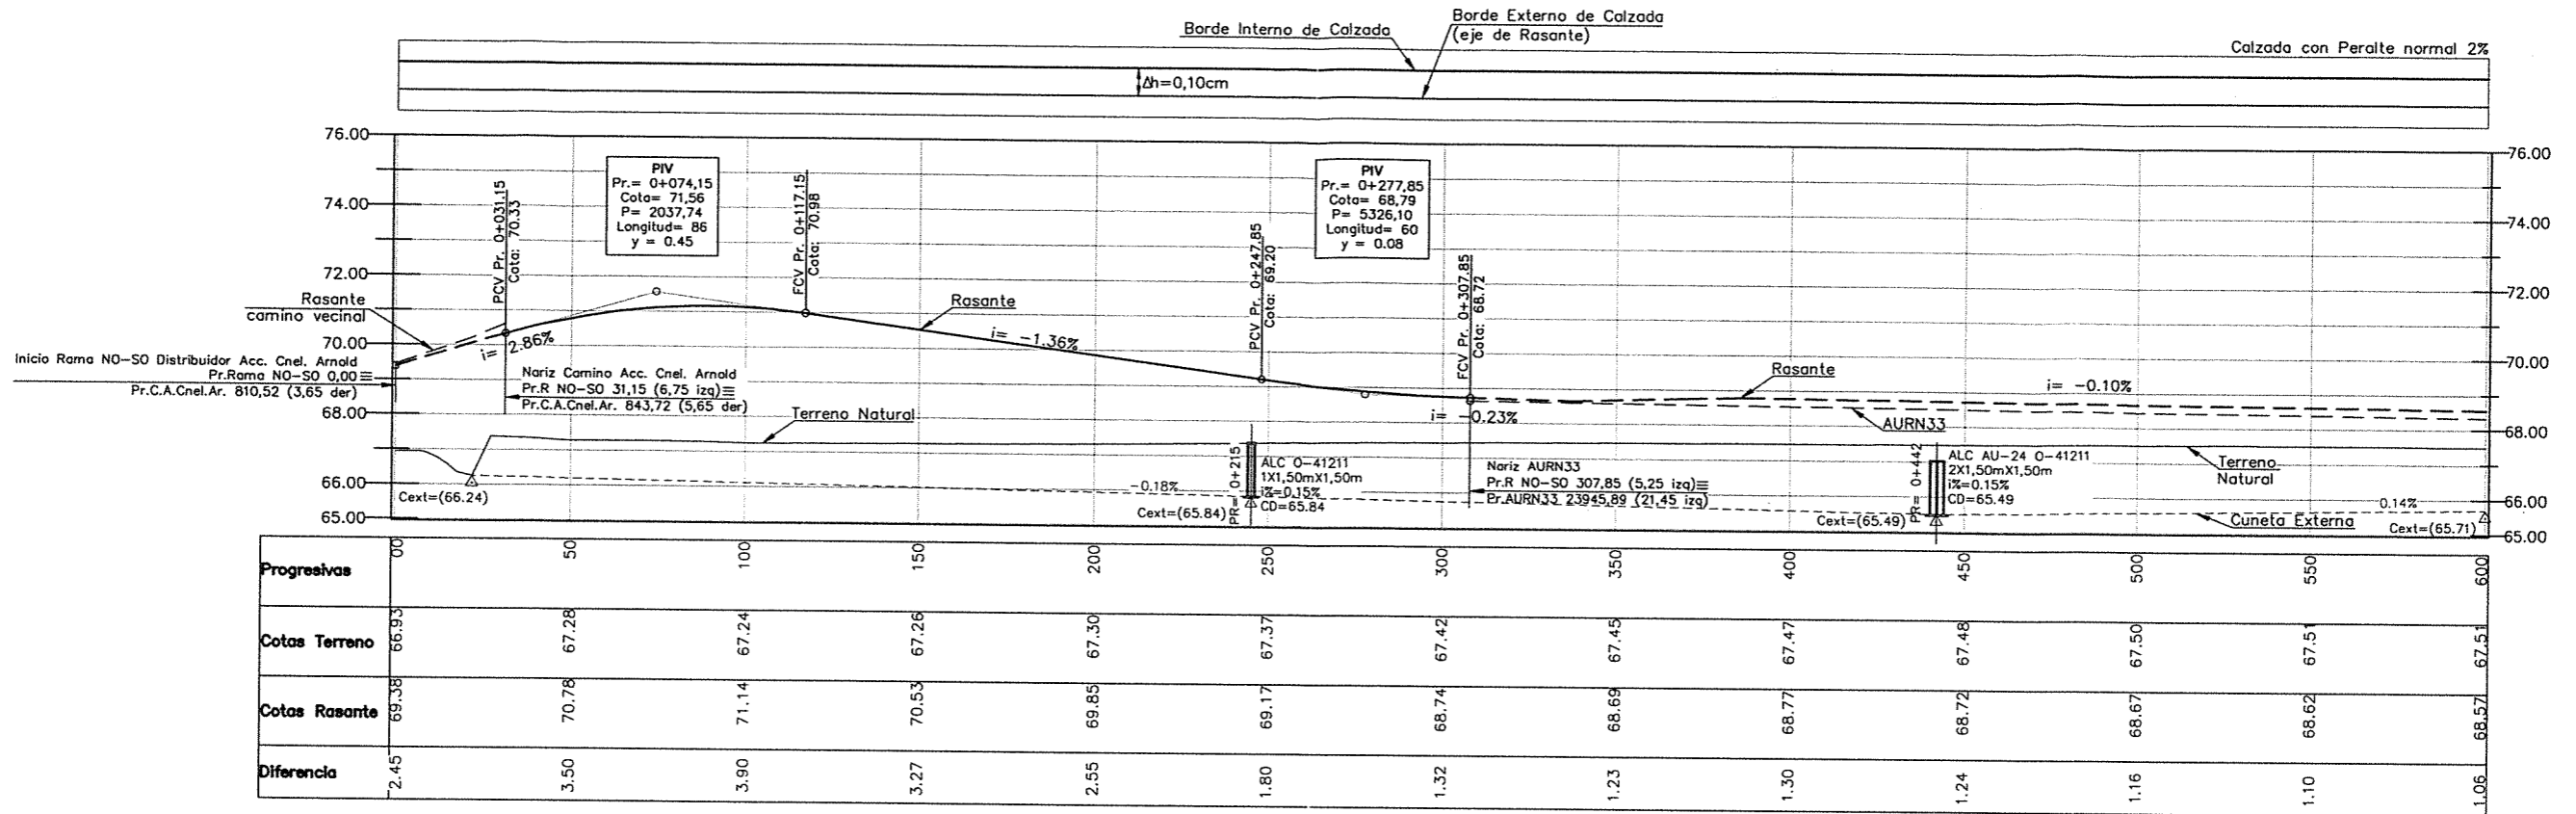 Borde Interno de Calzada
Borde Externo de Calzada
(eje de Rasante)
Calzada con Peralte normal 2%
Δh=0,10cm
76.00
74.00
72.00
70.00
68.00
66.00
65.00
76.00
74.00
72.00
70.00
68.00
66.00
65.00
PCV Pr. 0+031.15
Cota: 70.33
PIV
Pr.= 0+074,15
Cota= 71,56
P= 2037,74
Longitud= 86
y = 0.45
FCV Pr. 0+117.15
Cota: 70.98
PCV Pr. 0+247.85
Cota: 69.20
PIV
Pr.= 0+277,85
Cota= 68,79
P= 5326,10
Longitud= 60
y = 0.08
FCV Pr. 0+307.85
Cota: 68.72
Rasante
camino vecinal
i= 2.86%
Rasante
i= -1.36%
Rasante
i= -0.10%
i= -0.23%
AURN33
Inicio Rama NO-SO Distribuidor Acc. Cnel. Arnold
Pr.Rama NO-SO 0,00≡
Pr.C.A.Cnel.Ar. 810,52 (3,65 der)
Nariz Camino Acc. Cnel. Arnold
Pr.R NO-SO 31,15 (6,75 izq)≡
Pr.C.A.Cnel.Ar. 843,72 (5,65 der)
Terreno Natural
Cext=(66.24)
-0.18%
Cext=(65.84)
PR= 0+215
ALC O-41211
1X1,50mX1,50m
i%=0.15%
CD=65.84
Nariz AURN33
Pr.R NO-SO 307,85 (5,25 izq)≡
Pr.AURN33 23945,89 (21,45 izq)
Cext=(65.49)
PR= 0+442
ALC AU-24 O-41211
2X1,50mX1,50m
i%=0.15%
CD=65.49
Terreno
Natural
0.14%
Cuneta Externa
Cext=(65.71)
Progresivas 00 50 100 150 200 250 300 350 400 450 500 550 600
Cotas Terreno 66.93 67.28 67.24 67.26 67.30 67.37 67.42 67.45 67.47 67.48 67.50 67.51 67.51
Cotas Rasante 69.38 70.78 71.14 70.53 69.85 69.17 68.74 68.69 68.77 68.72 68.67 68.62 68.57
Diferencia 2.45 3.50 3.90 3.27 2.55 1.80 1.32 1.23 1.30 1.24 1.16 1.10 1.06